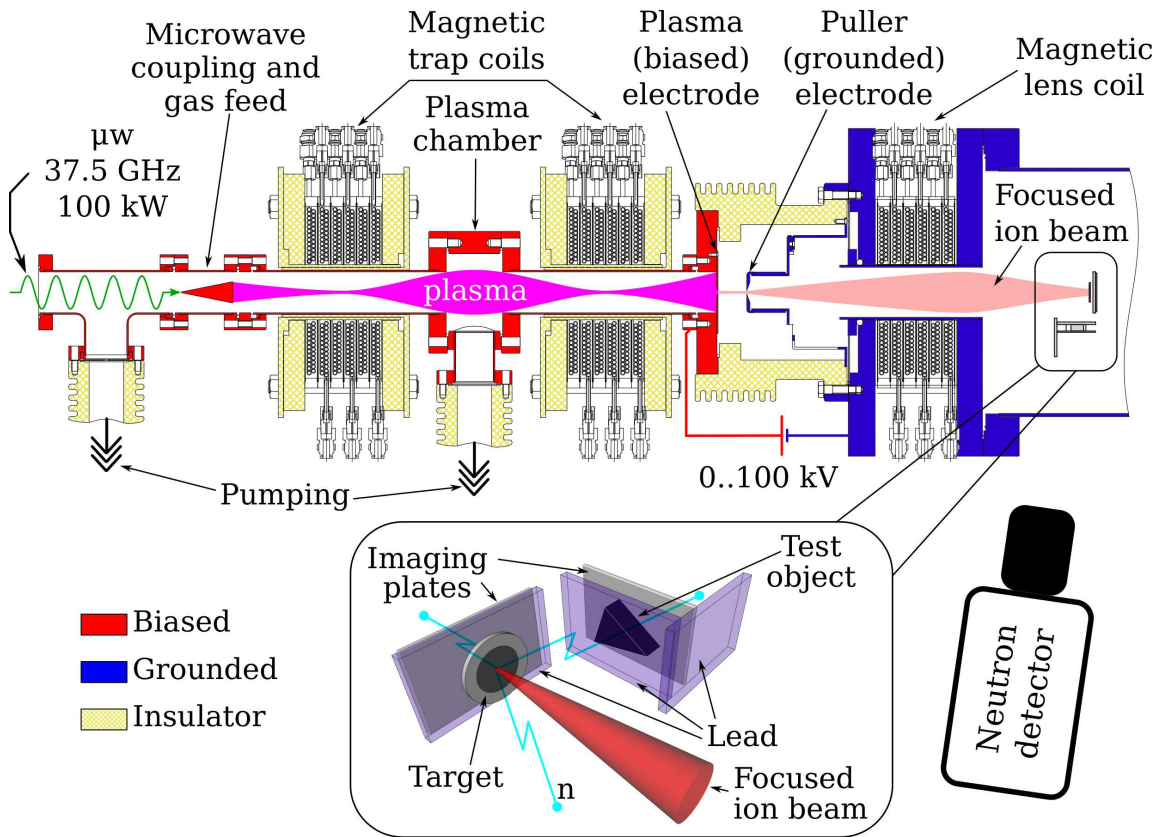 Microwave
coupling and
gas feed
Magnetic
trap coils
Plasma
(biased)
electrode
Puller
(grounded)
electrode
Magnetic
lens coil
Plasma
chamber
μw
37.5 GHz
100 kW
Focused
ion beam
plasma
0..100 kV
Pumping
Imaging
plates
Test
object
Biased
Grounded
Insulator
Lead
Target
n
Focused
ion beam
Neutron
detector